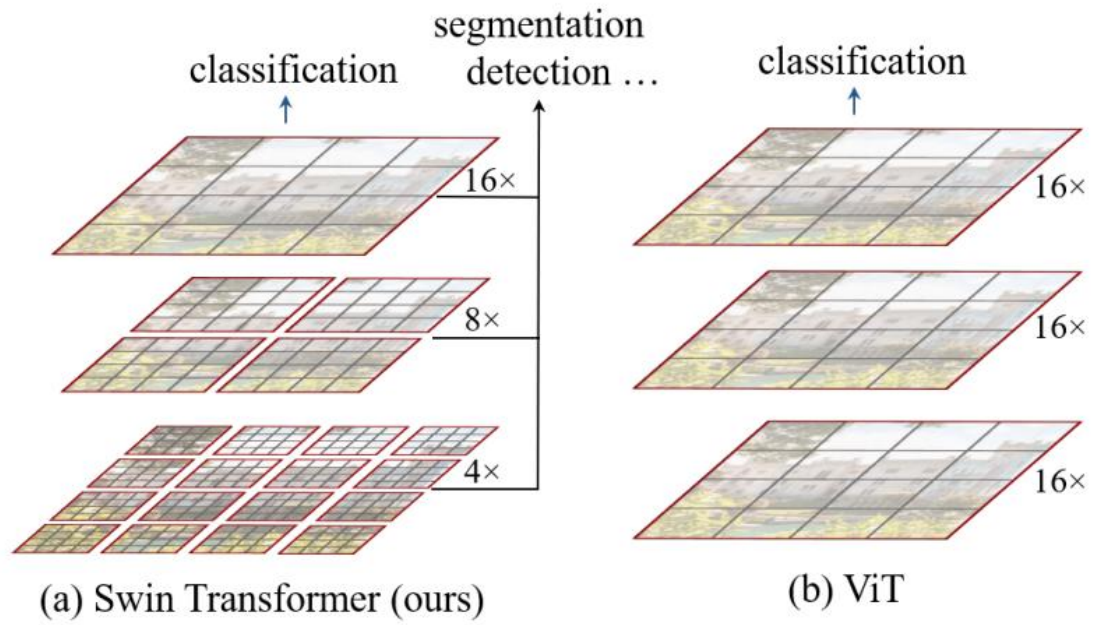 segmentation
classification
detection …
classification
16×
8×
4×
16×
16×
16×
(a) Swin Transformer (ours)
(b) ViT